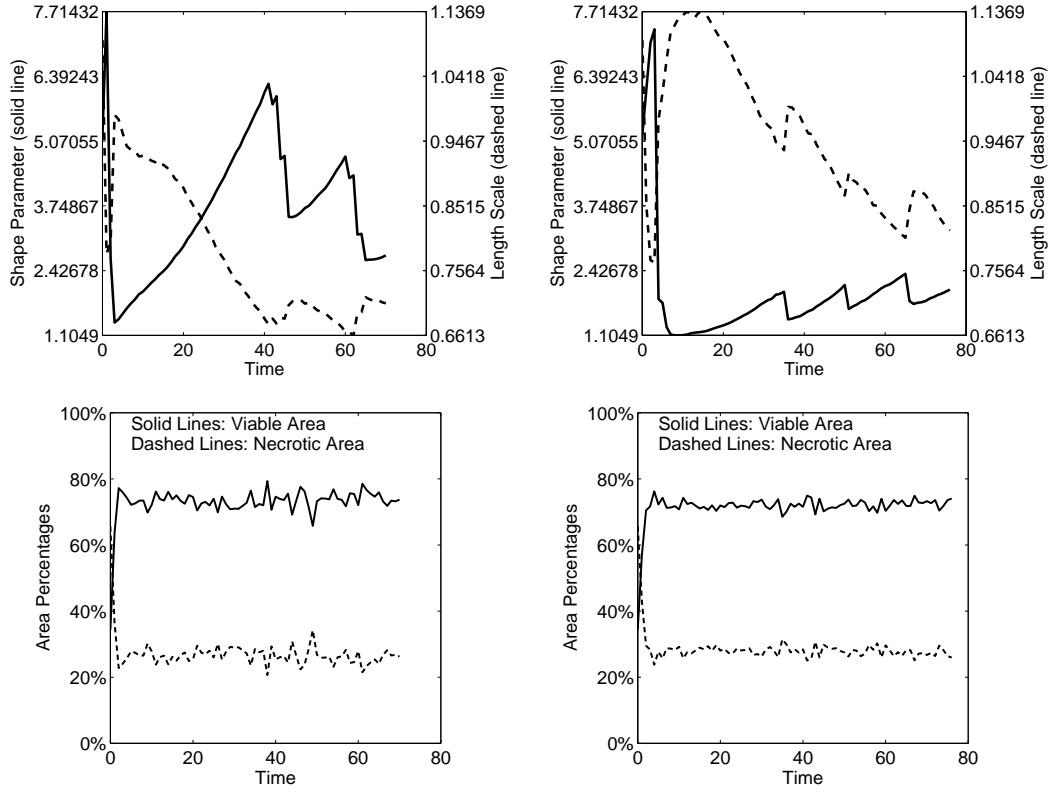 7.71432
6.39243
5.07055
3.74867
2.42678
1.1049
Shape Parameter (solid line)
1.1369
1.0418
0.9467
0.8515
0.7564
0.6613
Length Scale (dashed line)
0 20 40 60 80
Time
7.71432
6.39243
5.07055
3.74867
2.42678
1.1049
Shape Parameter (solid line)
1.1369
1.0418
0.9467
0.8515
0.7564
0.6613
Length Scale (dashed line)
0 20 40 60 80
Time
100%
80%
60%
40%
20%
0%
Area Percentages
Solid Lines: Viable Area
Dashed Lines: Necrotic Area
0 20 40 60 80
Time
100%
80%
60%
40%
20%
0%
Area Percentages
Solid Lines: Viable Area
Dashed Lines: Necrotic Area
0 20 40 60 80
Time